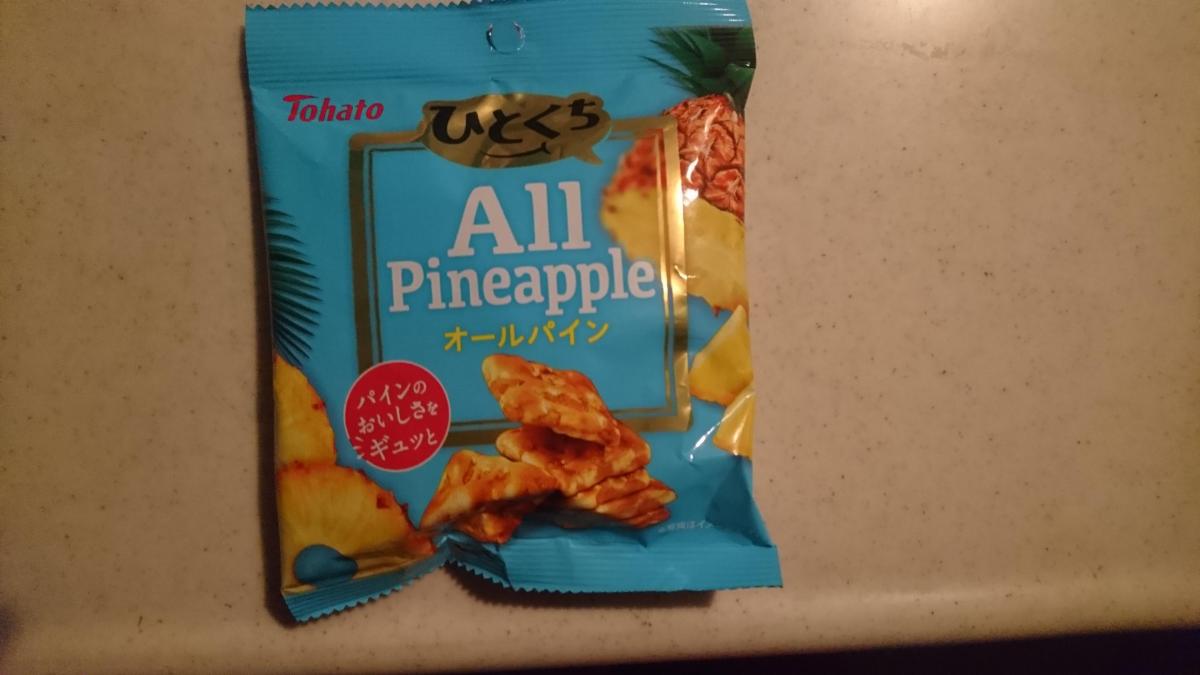 Tohato
ひとくち
All
Pineapple
オールパイン
パインの
おいしさを
ギュッと